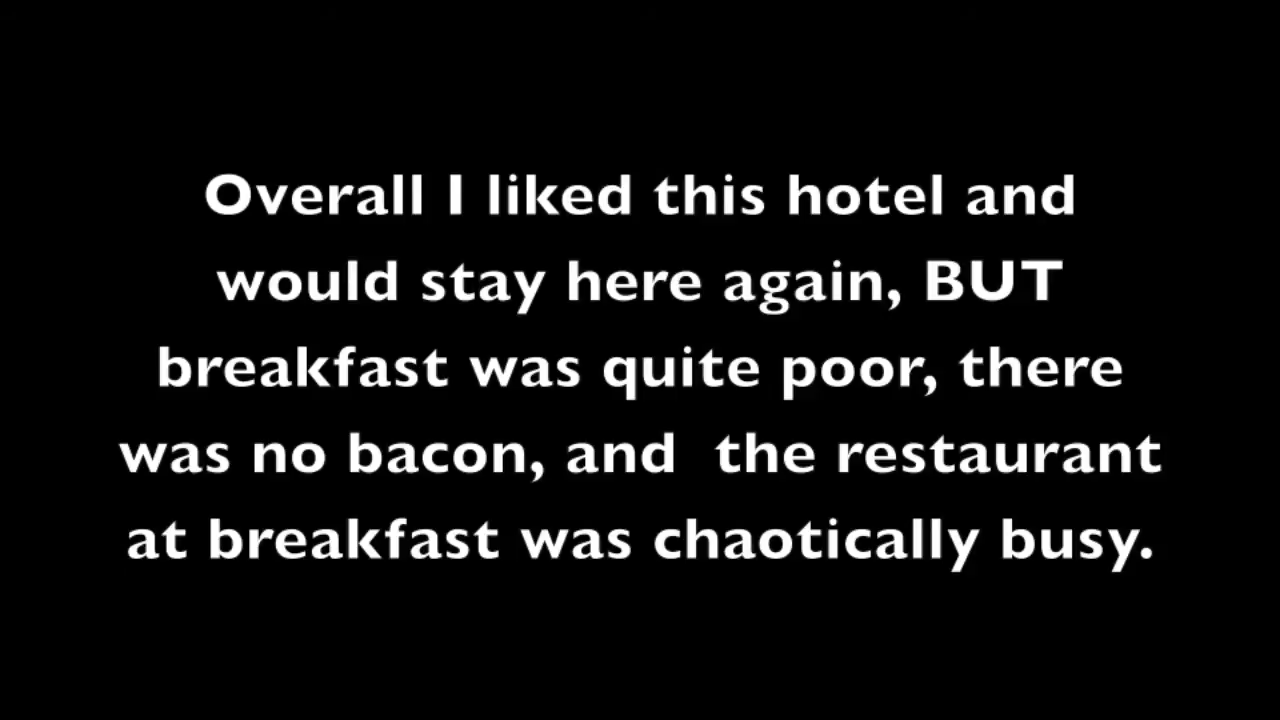 Overall I liked this hotel and
would stay here again, BUT
breakfast was quite poor, there
was no bacon, and  the restaurant
at breakfast was chaotically busy.